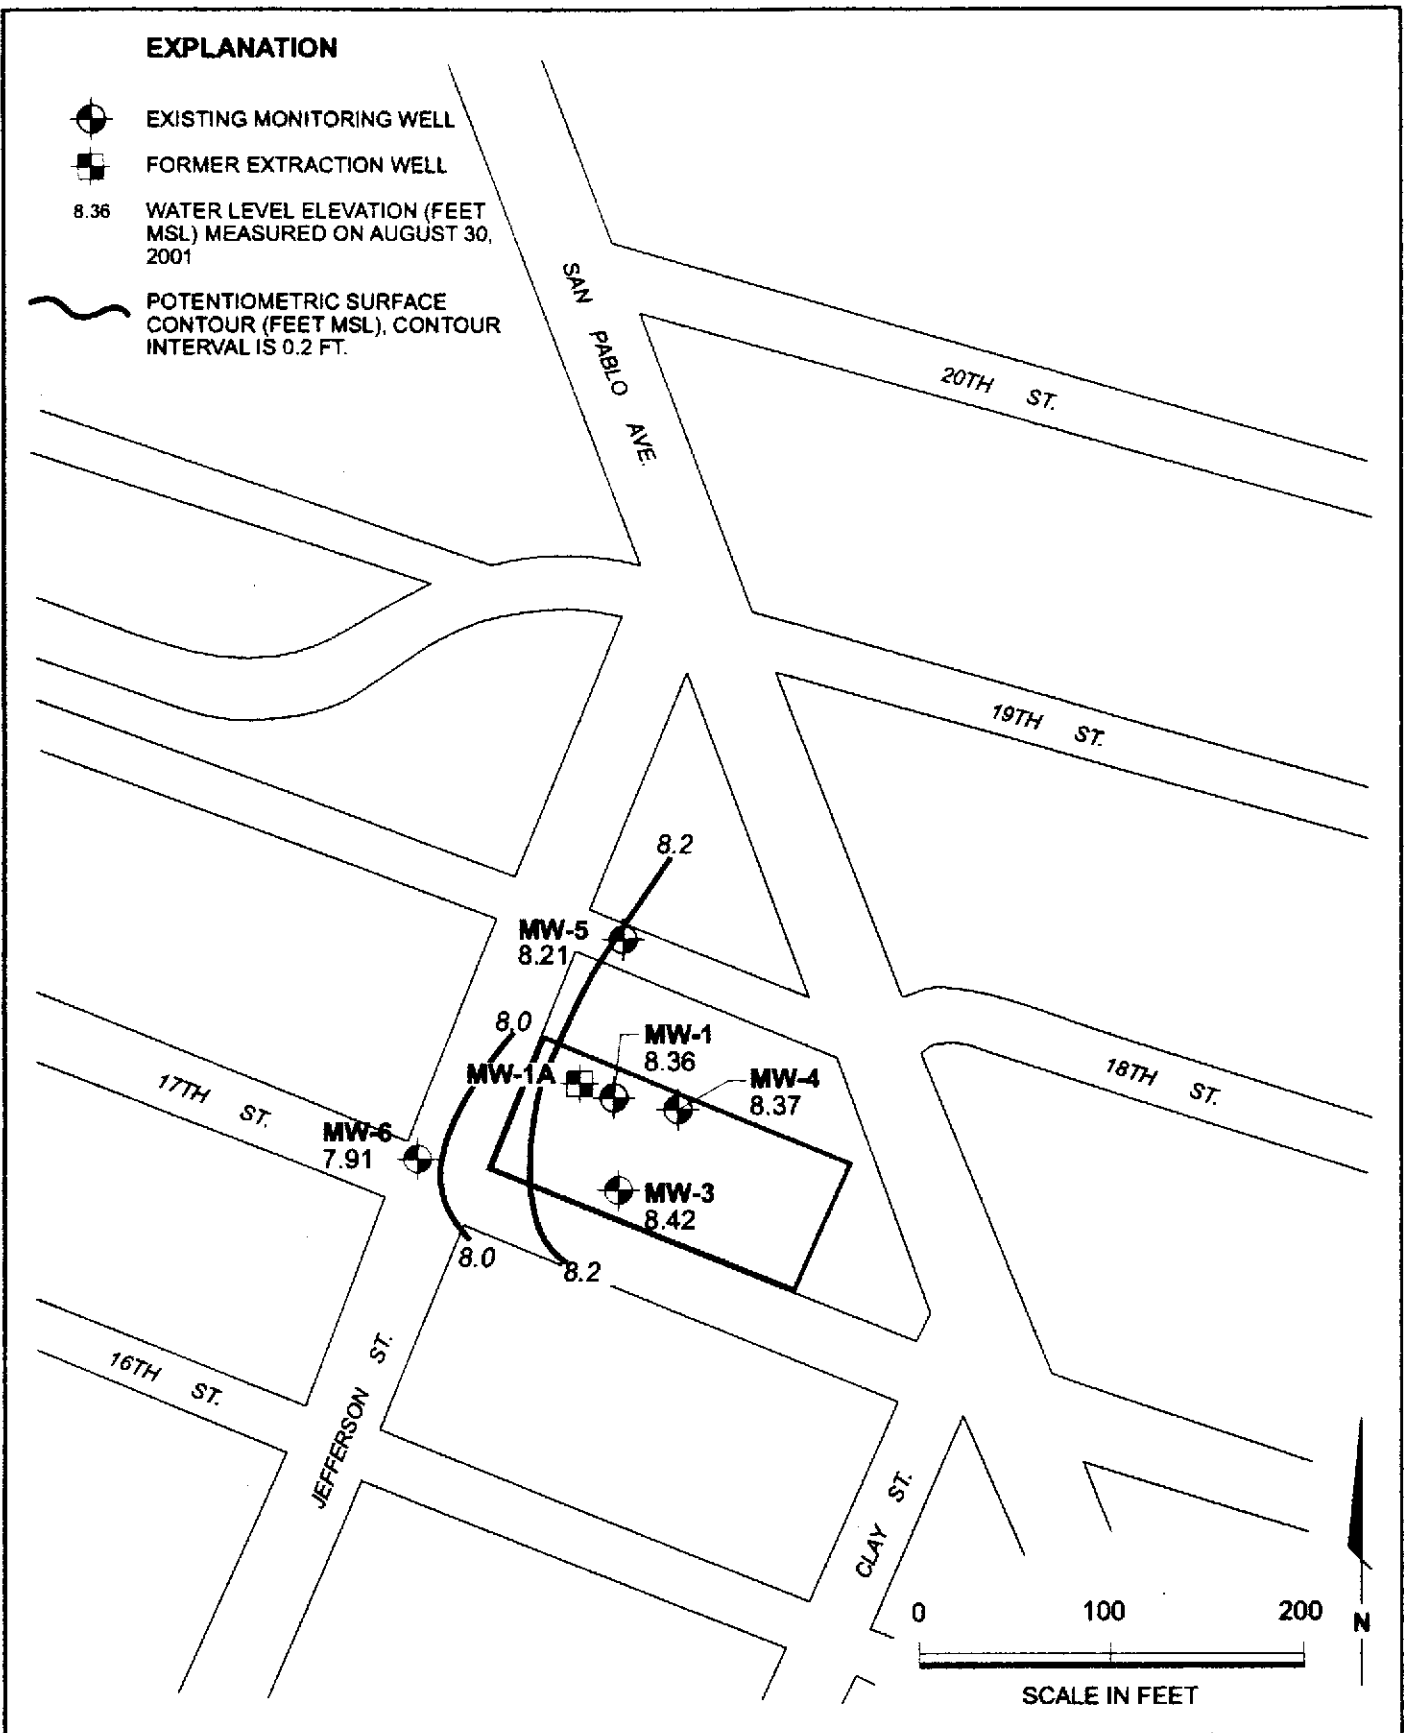 EXPLANATION
EXISTING MONITORING WELL
FORMER EXTRACTION WELL
8.36 WATER LEVEL ELEVATION (FEET
MSL) MEASURED ON AUGUST 30,
2001
POTENTIOMETRIC SURFACE
CONTOUR (FEET MSL), CONTOUR
INTERVAL IS 0.2 FT.
SAN PABLO AVE.
20TH ST.
19TH ST.
8.2
MW-5
8.21
8.0
MW-1
8.36
MW-1A
MW-4
8.37
18TH ST.
17TH ST.
MW-6
7.91
MW-3
8.42
8.0
8.2
16TH ST.
JEFFERSON ST.
CLAY ST.
0 100 200
N
SCALE IN FEET